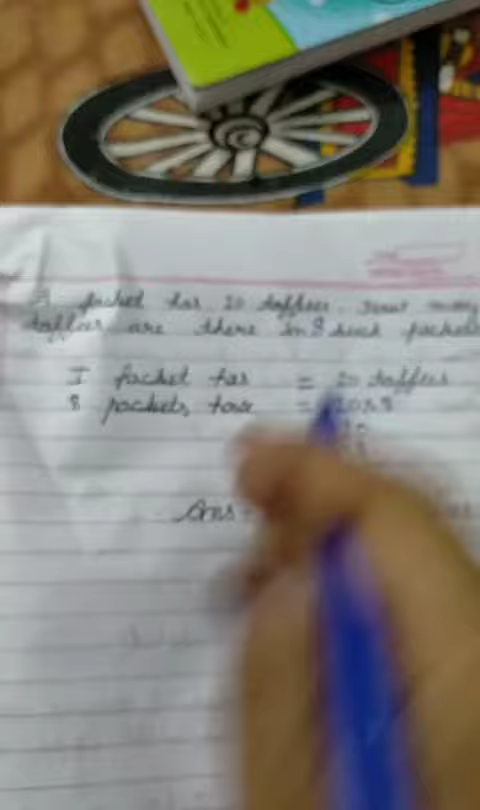 A packet has 20 toffees. How many
toffees are there in 8 such packets
I packet has = 20 toffees
8 packets have = 20x8
Ans -